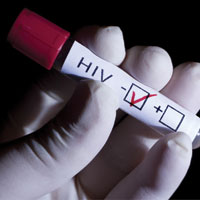 HIV - ☑ + ☐